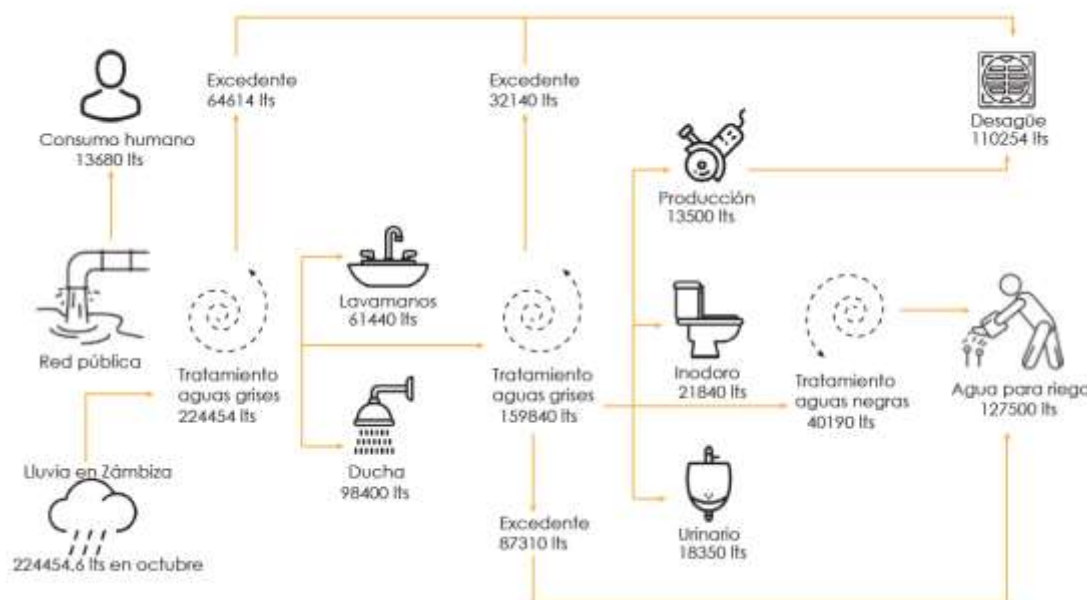 Excedente
64614 lts
Excedente
32140 lts
Consumo humano
13680 lts
Desagüe
110254 lts
Producción
13500 lts
Red pública
Lavamanos
61440 lts
Tratamiento
aguas grises
224454 lts
Tratamiento
aguas grises
159840 lts
Inodoro
21840 lts
Tratamiento
aguas negras
40190 lts
Agua para riego
127500 lts
Lluvia en Zámbiza
224454,6 lts en octubre
Ducha
98400 lts
Excedente
87310 lts
Urinario
18350 lts